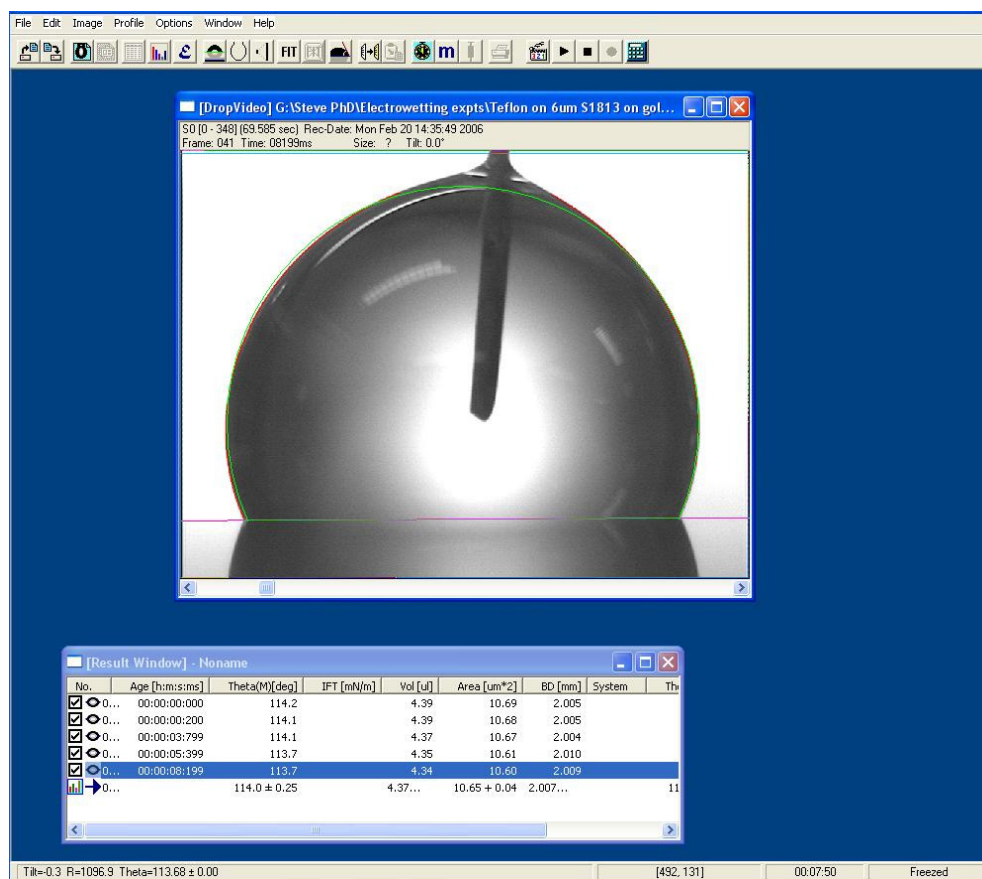 File Edit Image Profile Options Window Help
FIT m
[DropVideo] G:\Steve PhD\Electrowetting expts\Teflon on 6um S1813 on gol...
S0 [0 - 348] (69.585 sec) Rec-Date: Mon Feb 20 14:35:49 2006
Frame: 041 Time: 08199ms Size: ? Tilt: 0.0°
[Result Window] - Noname
No. Age [h:m:s:ms] Theta(M)[deg] IFT [mN/m] Vol [ul] Area [um*2] BD [mm] System The
0... 00:00:00:000 114.2 4.39 10.69 2.005
0... 00:00:00:200 114.1 4.39 10.68 2.005
0... 00:00:03:799 114.1 4.37 10.67 2.004
0... 00:00:05:399 113.7 4.35 10.61 2.010
0... 00:00:08:199 113.7 4.34 10.60 2.009
0... 114.0 ± 0.25 4.37... 10.65 + 0.04 2.007... 11
Tilt=-0.3 R=1096.9 Theta=113.68 ± 0.00 [492, 131] 00:07:50 Freezed